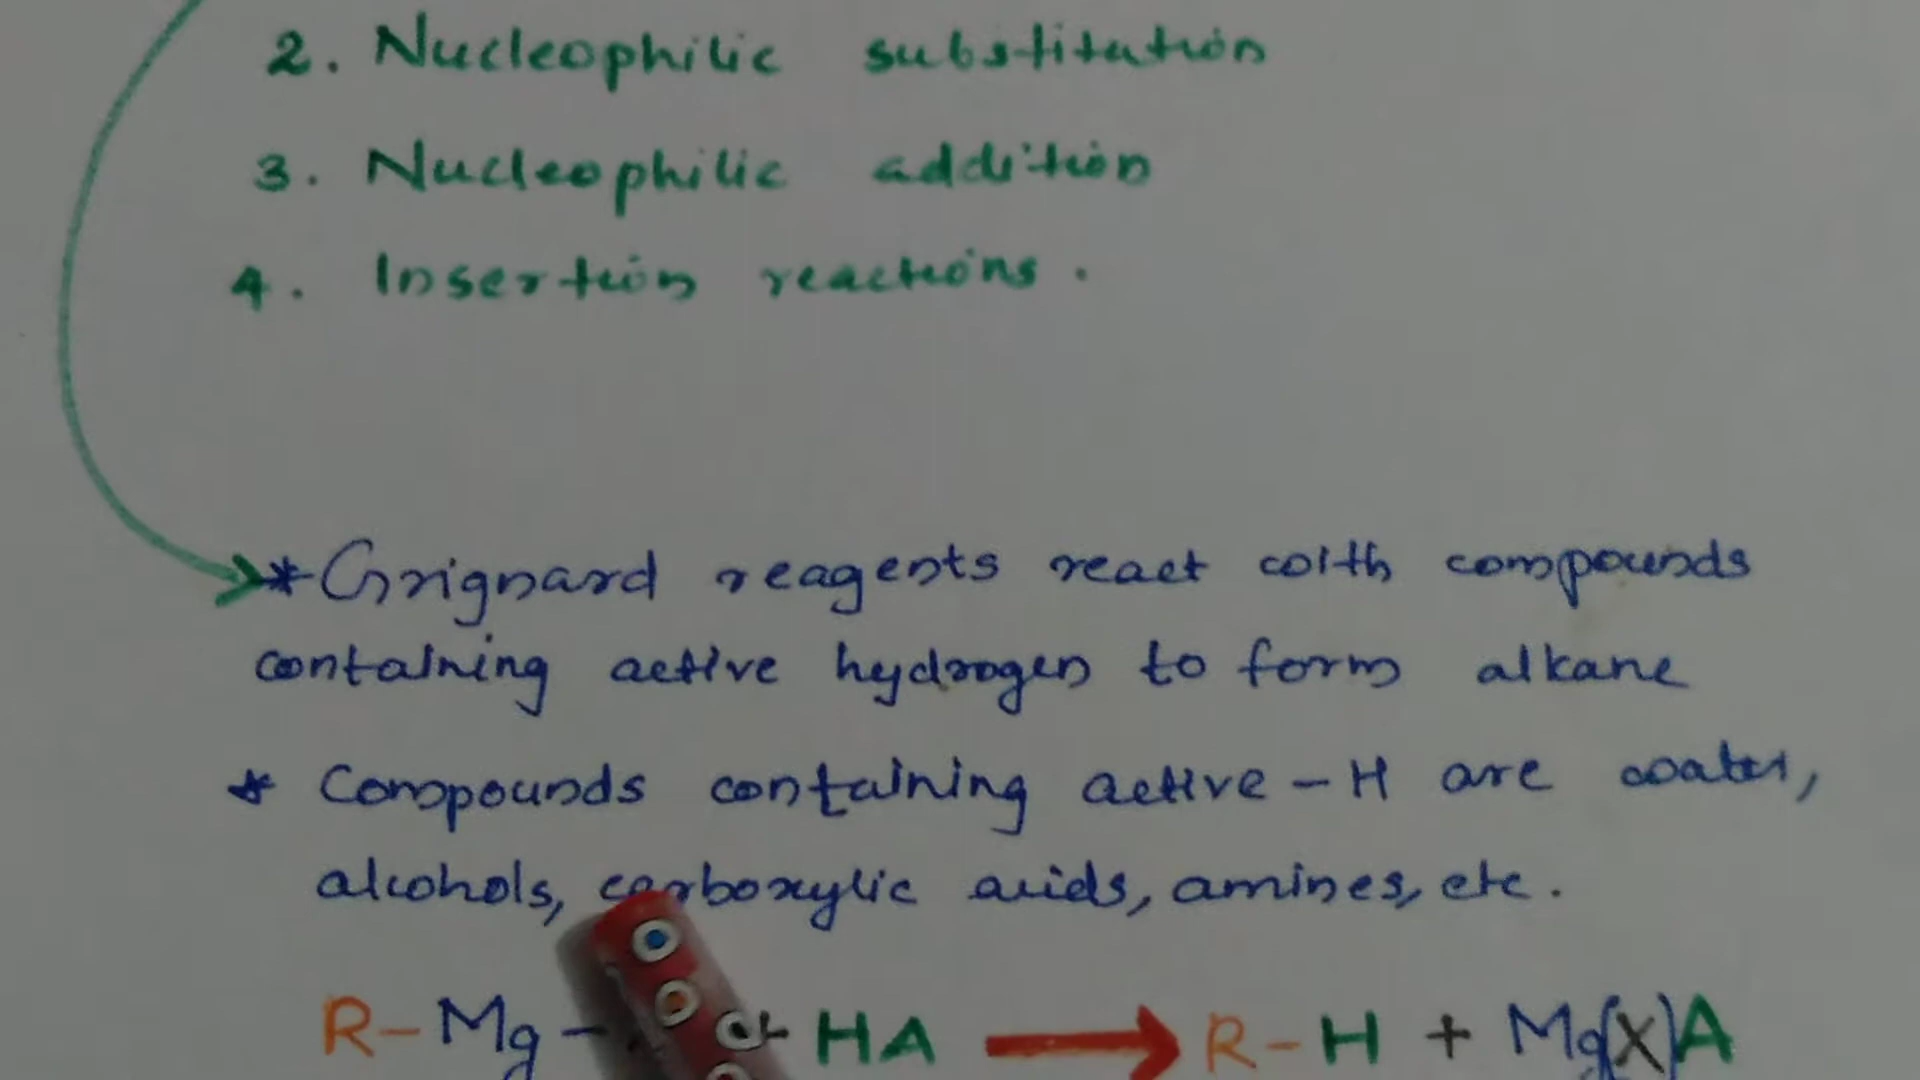 2. Nucleophilic substitution
3. Nucleophilic addition
4. Insertion reactions.
* Grignard reagents react with compounds
containing active hydrogen to form alkane
* Compounds containing active-H are water,
alcohols, carboxylic acids, amines, etc.
R-Mg- + HA → R-H + Mg(X)A